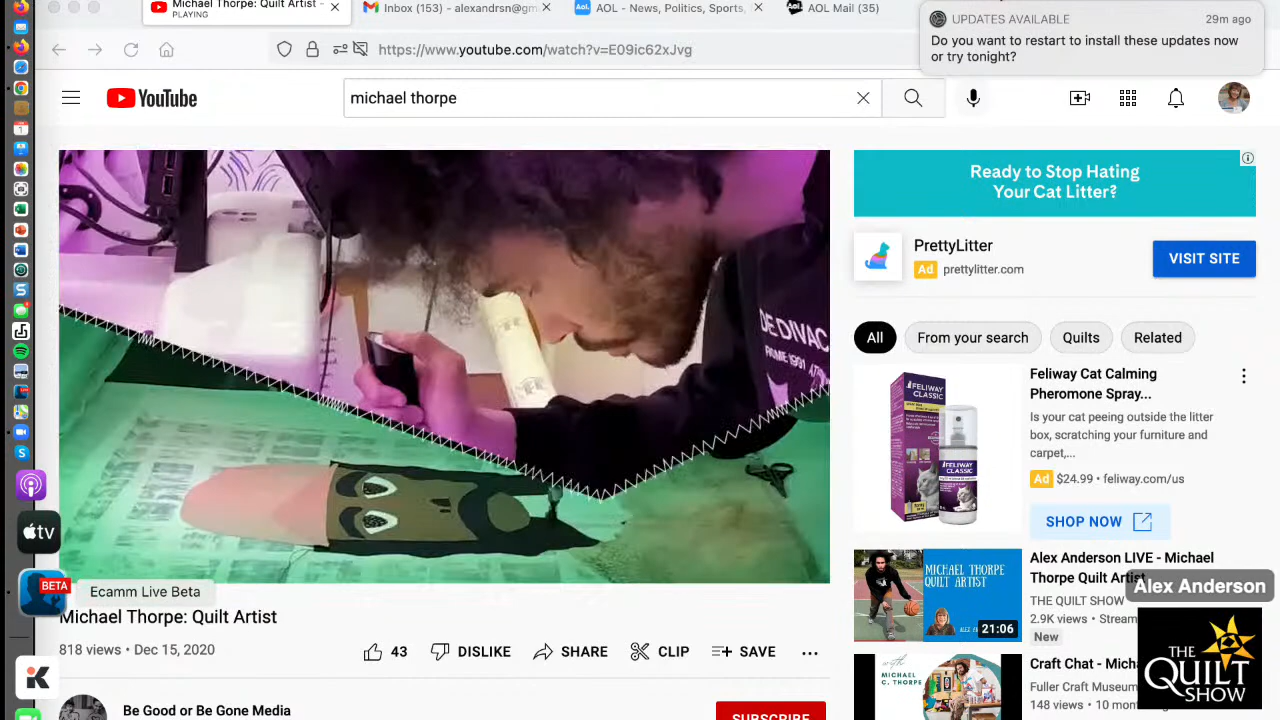 Michael Thorpe: Quilt Artist -
PLAYING
Inbox (153) - alexandrsn@gm
AOL - News, Politics, Sports,
AOL Mail (35)
UPDATES AVAILABLE
29m ago
Do you want to restart to install these updates now
or try tonight?
https://www.youtube.com/watch?v=E09ic62xJvg
YouTube
michael thorpe
Ready to Stop Hating
Your Cat Litter?
PrettyLitter
Ad prettylitter.com
VISIT SITE
All
From your search
Quilts
Related
FELIWAY
CLASSIC
FELIWAY
CLASSIC
Feliway Cat Calming
Pheromone Spray...
Is your cat peeing outside the litter
box, scratching your furniture and
carpet,...
Ad $24.99 • feliway.com/us
SHOP NOW
tv
BETA
Ecamm Live Beta
Michael Thorpe: Quilt Artist
818 views • Dec 15, 2020
43
DISLIKE
SHARE
CLIP
SAVE
Be Good or Be Gone Media
SUBSCRIBE
MICHAEL THORPE
QUILT ARTIST
21:06
Alex Anderson LIVE - Michael
Thorpe Quilt Artist
THE QUILT SHOW
2.9K views • Stream
New
Alex Anderson
with
MICHAEL
C. THORPE
Craft Chat - Mich
Fuller Craft Museum
148 views • 10 mon
THE
QUILT
SHOW